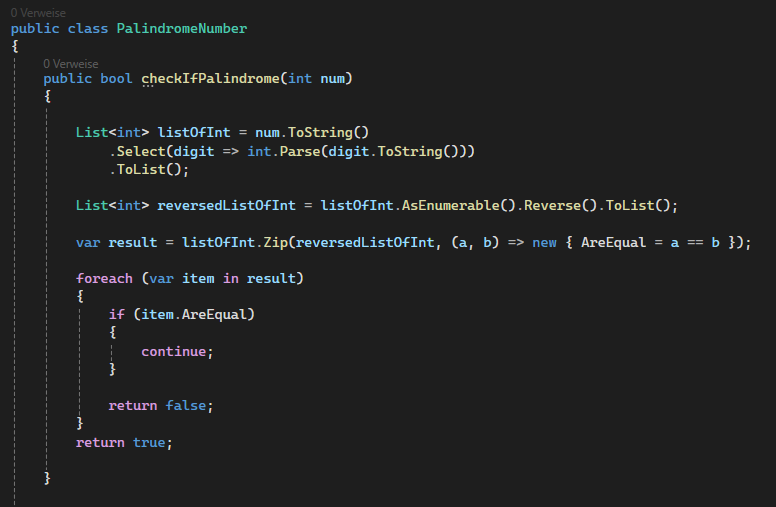 0 Verweise
public class PalindromeNumber
{
0 Verweise
public bool checkIfPalindrome(int num)
{
List<int> listOfInt = num.ToString()
.Select(digit => int.Parse(digit.ToString()))
.ToList();
List<int> reversedListOfInt = listOfInt.AsEnumerable().Reverse().ToList();
var result = listOfInt.Zip(reversedListOfInt, (a, b) => new { AreEqual = a == b });
foreach (var item in result)
{
if (item.AreEqual)
{
continue;
}
return false;
}
return true;
}